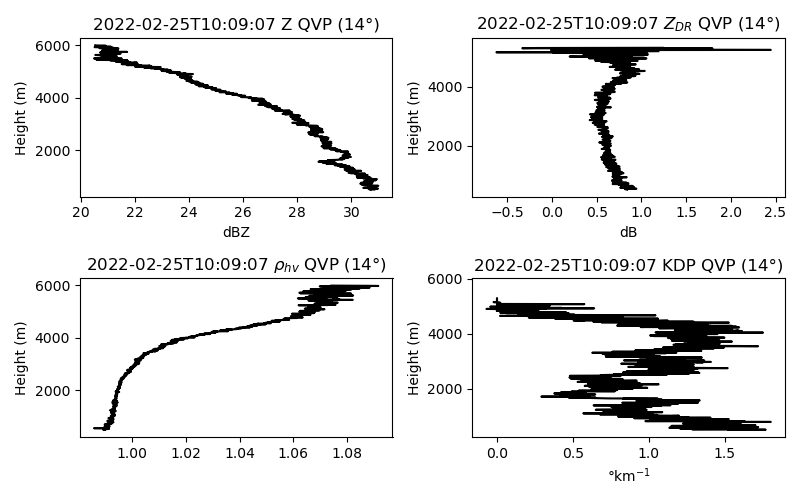 2022-02-25T10:09:07 Z QVP (14°)
6000
4000
2000
Height (m)
20 22 24 26 28 30
dBZ
2022-02-25T10:09:07 Z_DR QVP (14°)
4000
2000
Height (m)
−0.5 0.0 0.5 1.0 1.5 2.0 2.5
dB
2022-02-25T10:09:07 ρ_hv QVP (14°)
6000
4000
2000
Height (m)
1.00 1.02 1.04 1.06 1.08
2022-02-25T10:09:07 KDP QVP (14°)
6000
4000
2000
Height (m)
0.0 0.5 1.0 1.5
°km⁻¹